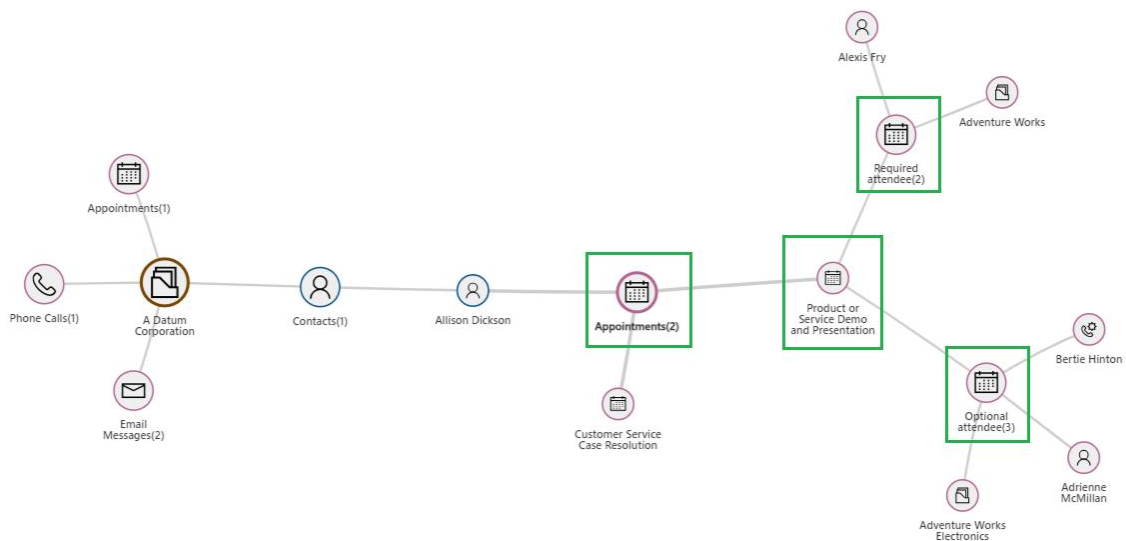 Alexis Fry
Adventure Works
Required
attendee(2)
Appointments(1)
Phone Calls(1)
A Datum
Corporation
Contacts(1)
Allison Dickson
Appointments(2)
Product or
Service Demo
and Presentation
Bertie Hinton
Email
Messages(2)
Customer Service
Case Resolution
Optional
attendee(3)
Adrienne
McMillan
Adventure Works
Electronics